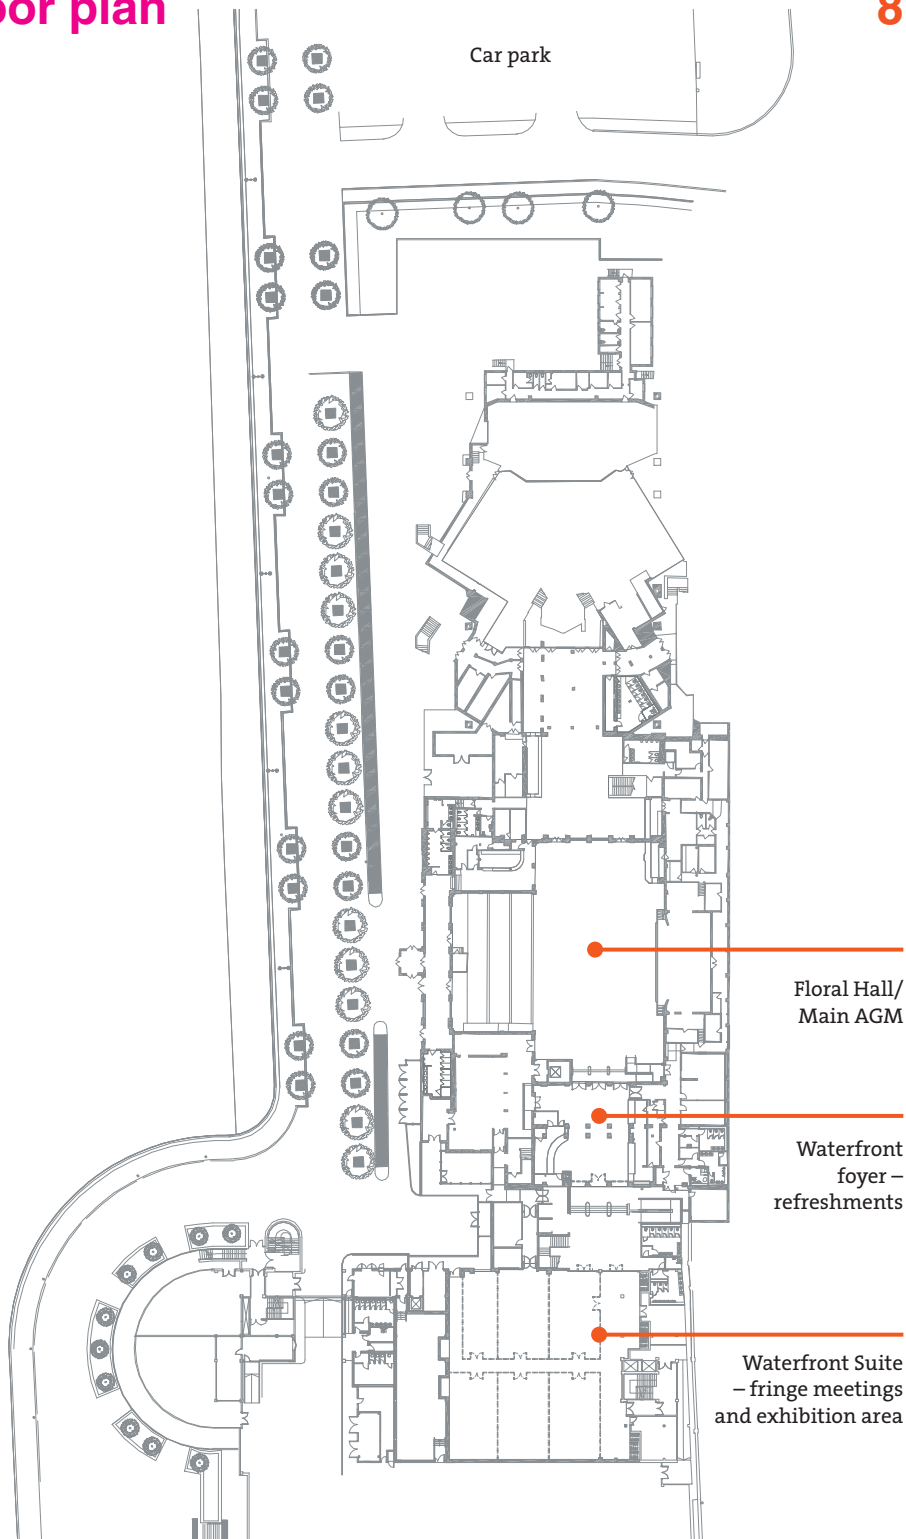 oor plan
8
Car park
Floral Hall/
Main AGM
Waterfront
foyer –
refreshments
Waterfront Suite
– fringe meetings
and exhibition area